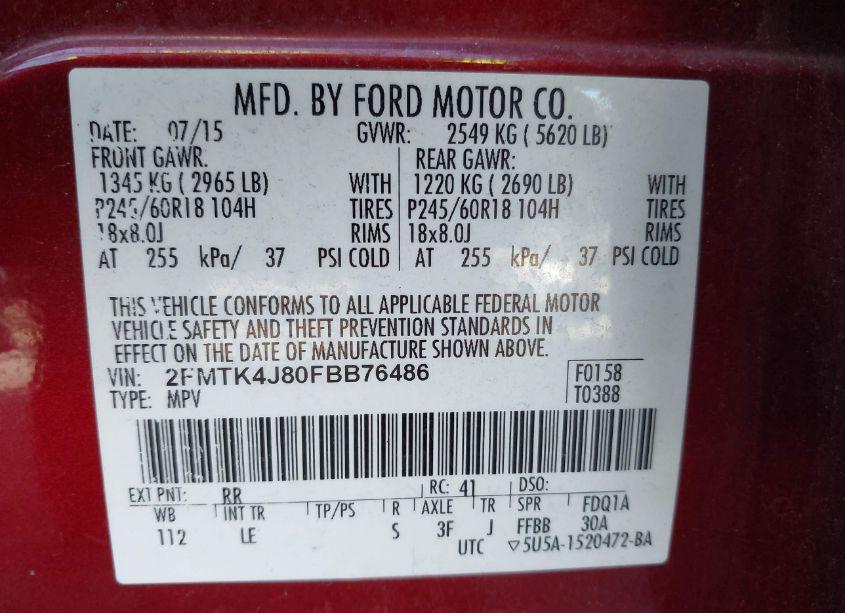 MFD. BY FORD MOTOR CO.
DATE: 07/15 GVWR: 2549 KG ( 5620 LB)
FRONT GAWR: REAR GAWR:
1345 KG ( 2965 LB) WITH 1220 KG ( 2690 LB) WITH
P245/60R18 104H TIRES P245/60R18 104H TIRES
18x8.0J RIMS 18x8.0J RIMS
AT 255 kPa/ 37 PSI COLD AT 255 kPa/ 37 PSI COLD
THIS VEHICLE CONFORMS TO ALL APPLICABLE FEDERAL MOTOR
VEHICLE SAFETY AND THEFT PREVENTION STANDARDS IN
EFFECT ON THE DATE OF MANUFACTURE SHOWN ABOVE.
VIN: 2FMTK4J80FBB76486 F0158
TYPE: MPV T0388
EXT PNT: RR RC: 41 DSO:
WB INT TR TP/PS R AXLE TR SPR FDQ1A
112 LE S 3F J FFBB 30A
UTC ▽5U5A-1520472-BA